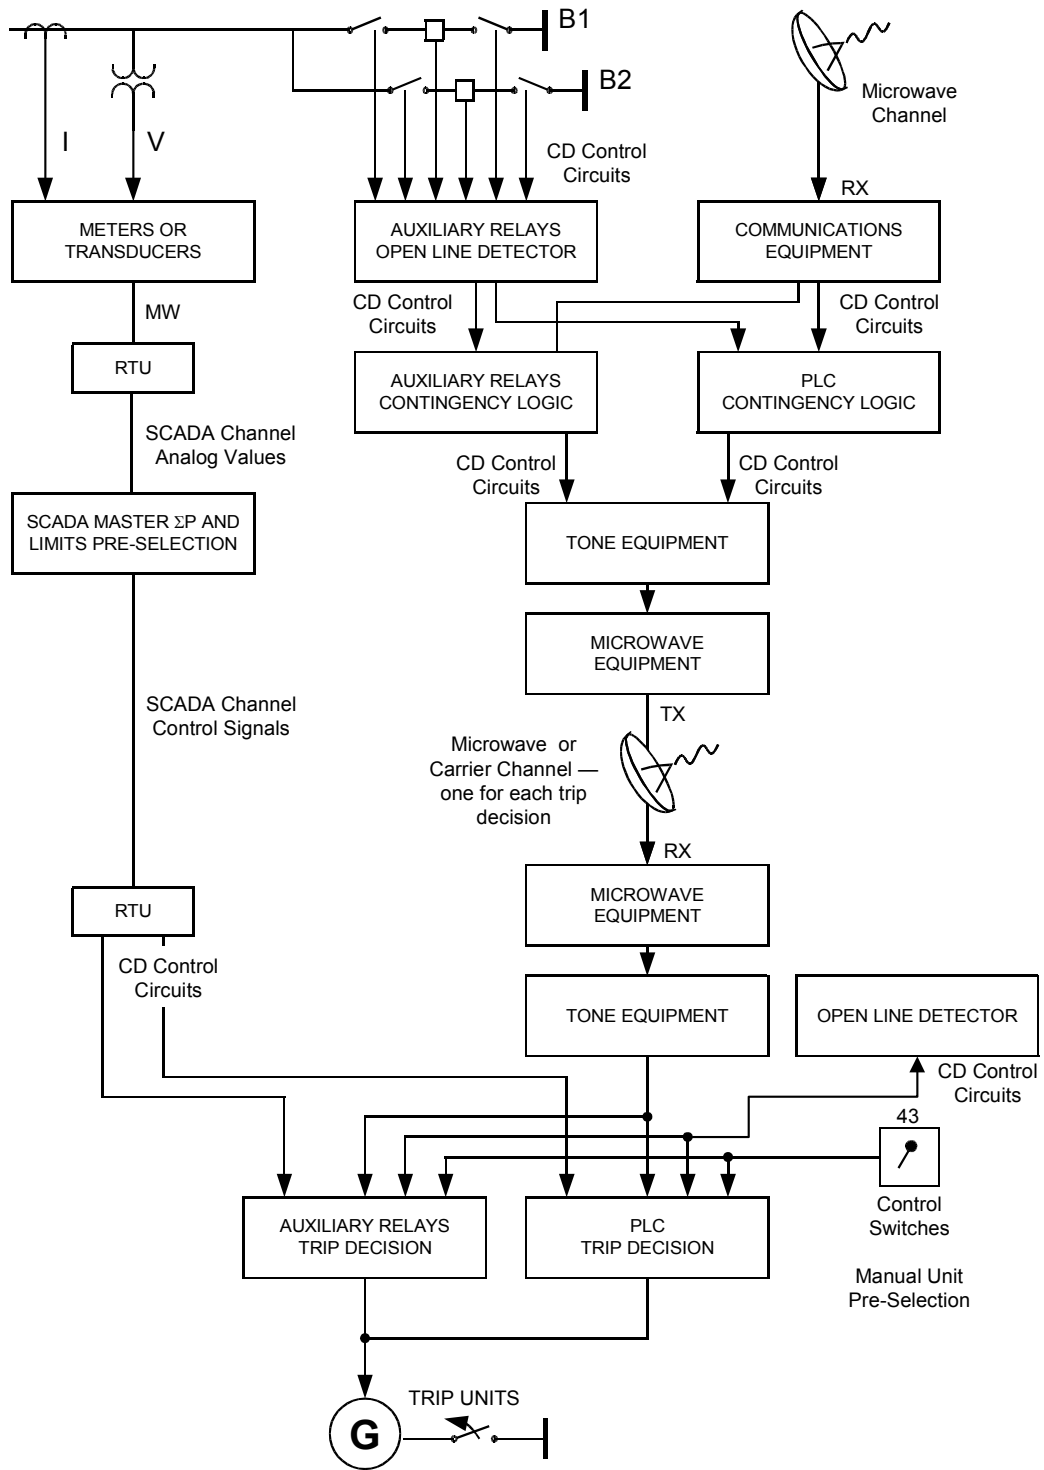 B1
B2
Microwave
Channel
I
V
CD Control
Circuits
RX
METERS OR
TRANSDUCERS
AUXILIARY RELAYS
OPEN LINE DETECTOR
COMMUNICATIONS
EQUIPMENT
MW
CD Control
Circuits
CD Control
Circuits
RTU
AUXILIARY RELAYS
CONTINGENCY LOGIC
PLC
CONTINGENCY LOGIC
SCADA Channel
Analog Values
CD Control
Circuits
CD Control
Circuits
SCADA MASTER ΣP AND
LIMITS PRE-SELECTION
TONE EQUIPMENT
MICROWAVE
EQUIPMENT
SCADA Channel
Control Signals
TX
Microwave or
Carrier Channel —
one for each trip
decision
RX
RTU
MICROWAVE
EQUIPMENT
CD Control
Circuits
TONE EQUIPMENT
OPEN LINE DETECTOR
CD Control
Circuits
43
Control
Switches
AUXILIARY RELAYS
TRIP DECISION
PLC
TRIP DECISION
Manual Unit
Pre-Selection
TRIP UNITS
G